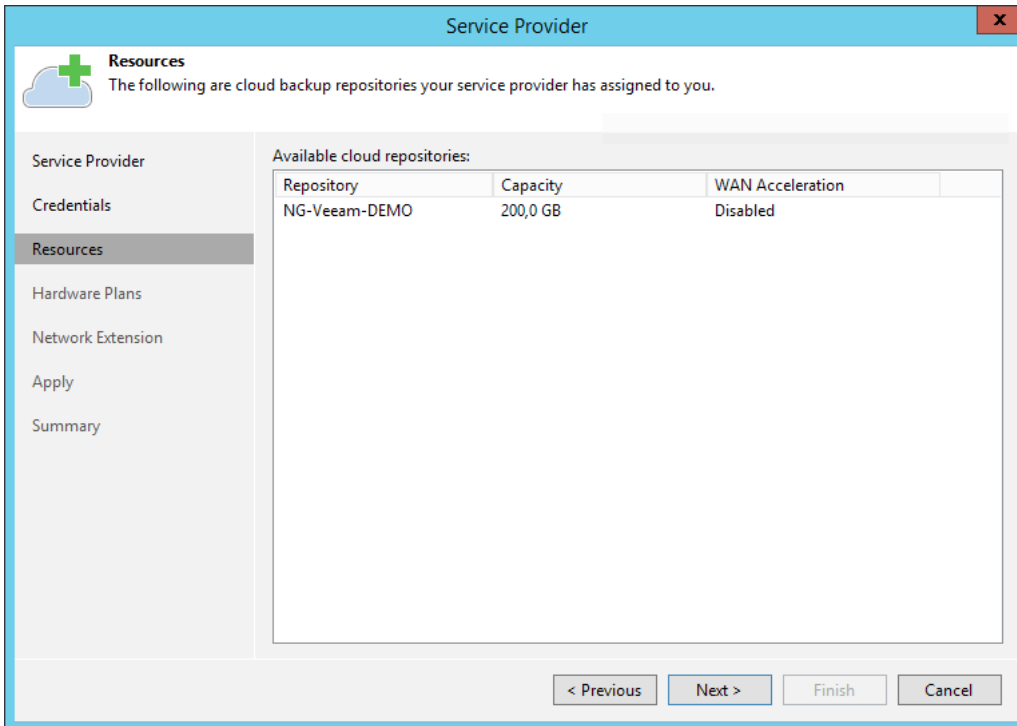 Service Provider
x
Resources
The following are cloud backup repositories your service provider has assigned to you.
Service Provider
Credentials
Resources
Hardware Plans
Network Extension
Apply
Summary
Available cloud repositories:
Repository Capacity WAN Acceleration
NG-Veeam-DEMO 200,0 GB Disabled
< Previous Next > Finish Cancel